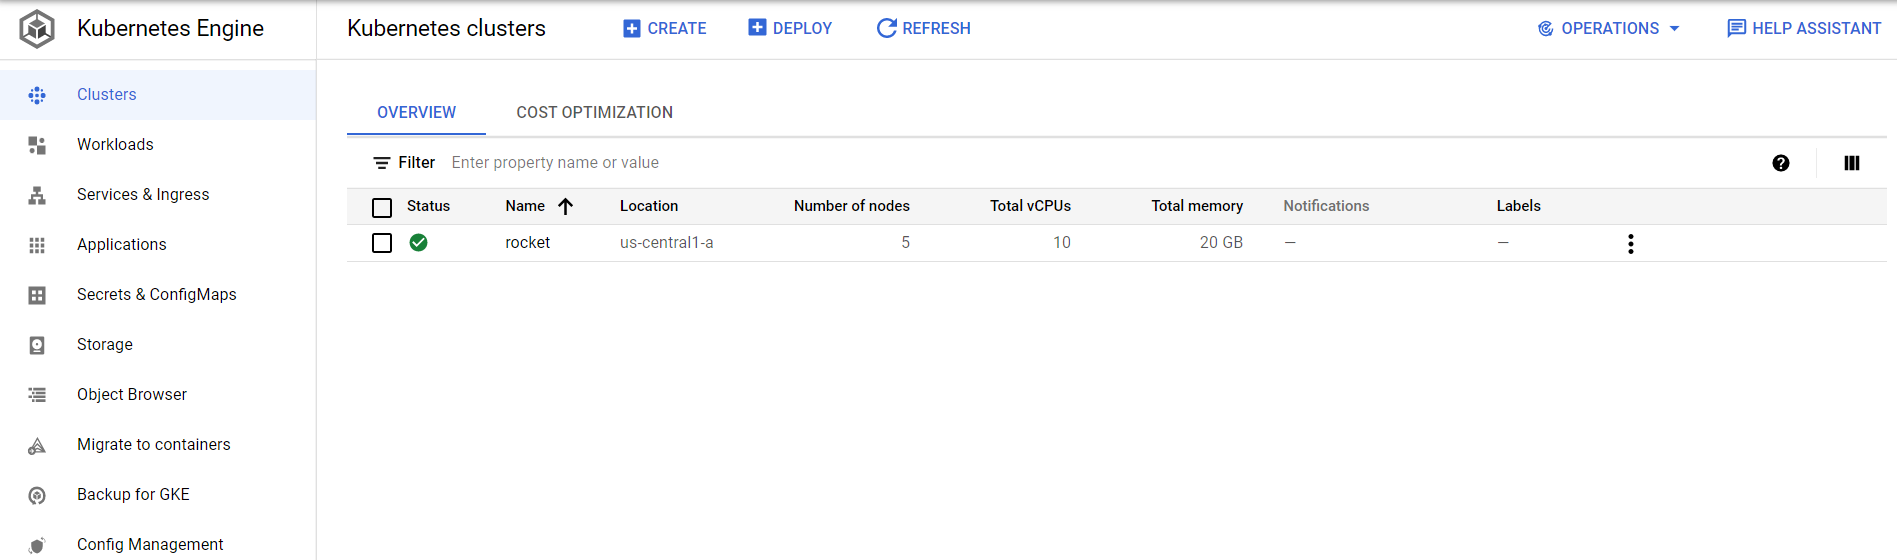 Kubernetes Engine
Kubernetes clusters
CREATE
DEPLOY
REFRESH
OPERATIONS
HELP ASSISTANT
Clusters
Workloads
Services & Ingress
Applications
Secrets & ConfigMaps
Storage
Object Browser
Migrate to containers
Backup for GKE
Config Management
OVERVIEW
COST OPTIMIZATION
Filter Enter property name or value
Status Name Location Number of nodes Total vCPUs Total memory Notifications Labels
rocket us-central1-a 5 10 20 GB — —